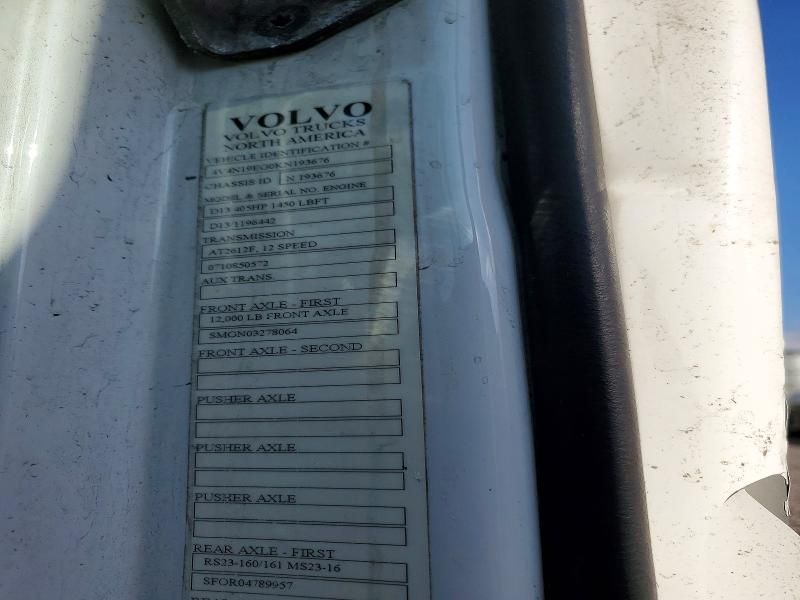 VOLVO
VOLVO TRUCKS
NORTH AMERICA
VEHICLE IDENTIFICATION #
4V4N19EG0KN193676
CHASSIS ID N 193676
MODEL & SERIAL NO. ENGINE
D13 405HP 1450 LBFT
D13/1196442
TRANSMISSION
AT2612F, 12 SPEED
0710850572
AUX TRANS.
FRONT AXLE - FIRST
12,000 LB FRONT AXLE
SMGN03278064
FRONT AXLE - SECOND
PUSHER AXLE
PUSHER AXLE
PUSHER AXLE
REAR AXLE - FIRST
RS23-160/161 MS23-16
SFOR04789957